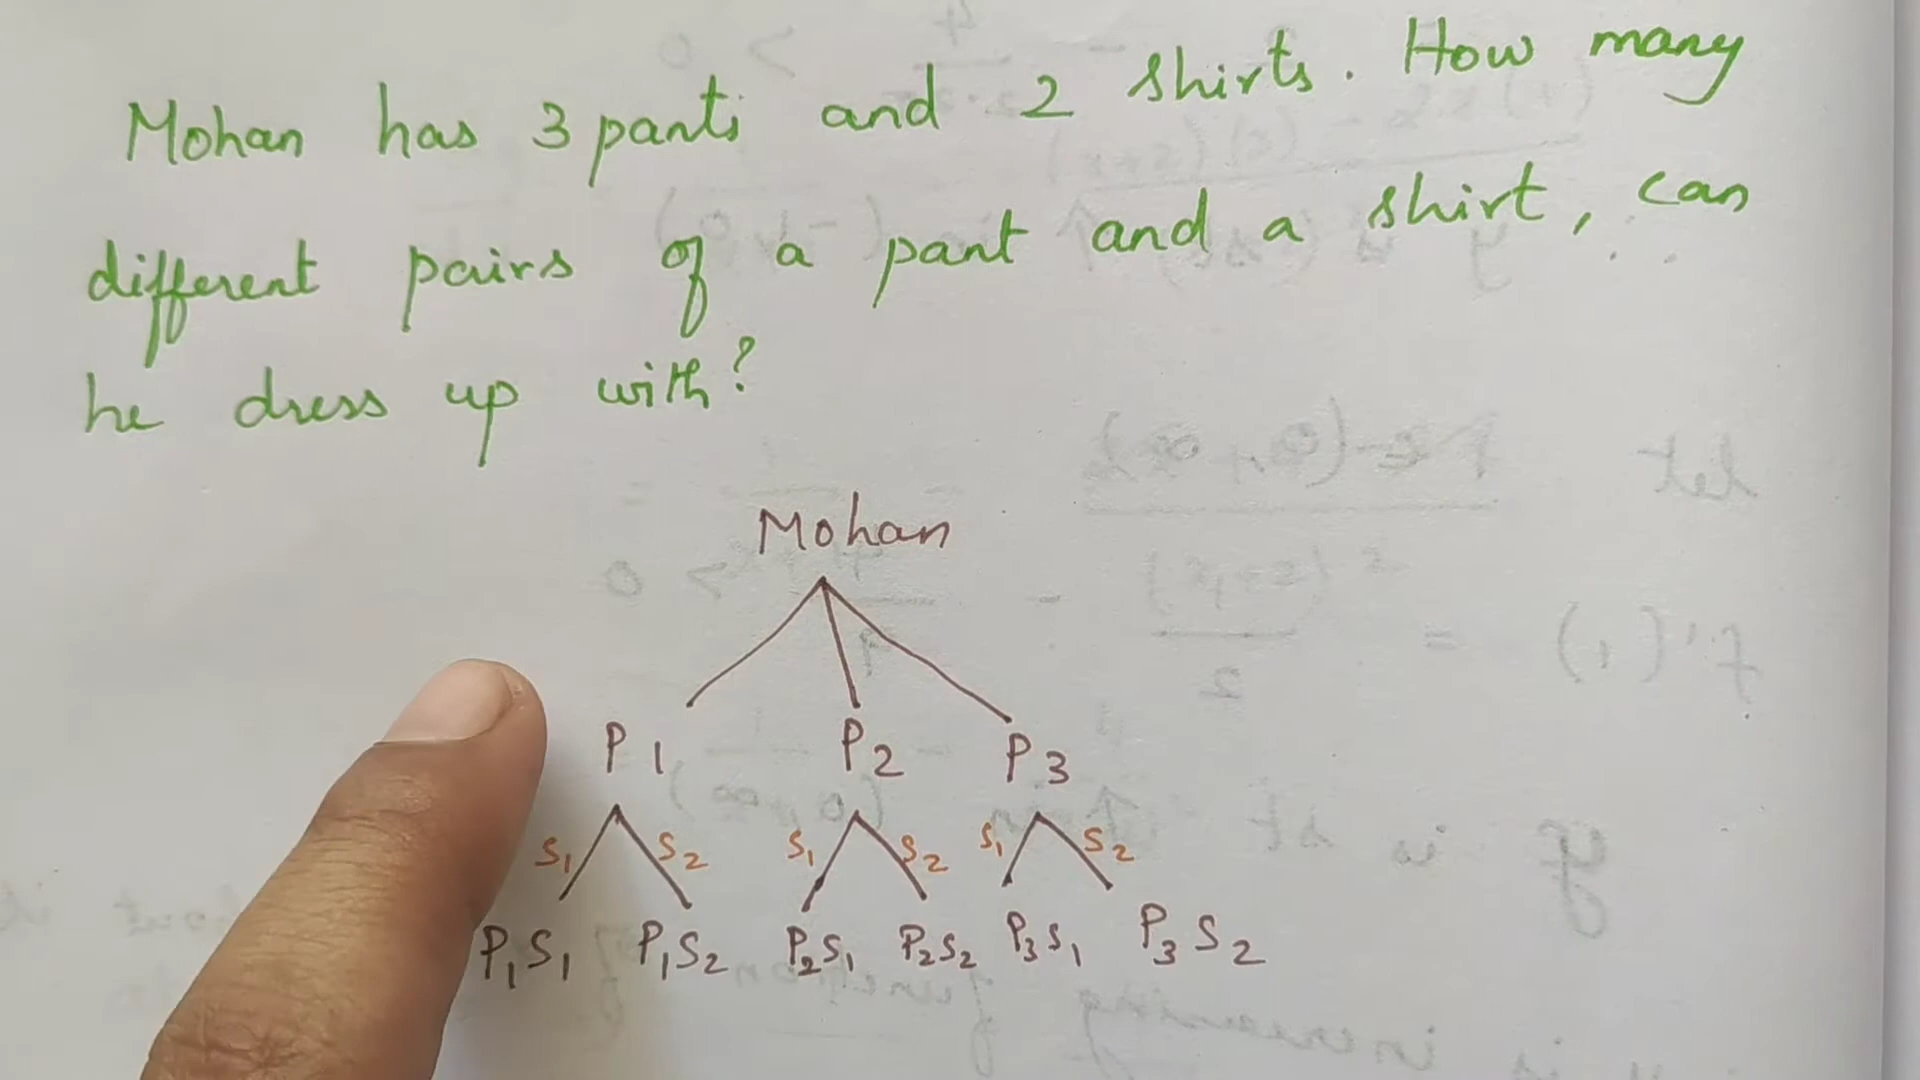 Mohan has 3 pants and 2 shirts. How many
different pairs of a pant and a shirt, can
he dress up with?
Mohan
P1 P2 P3
S1 S2 S1 S2 S1 S2
P1S1 P1S2 P2S1 P2S2 P3S1 P3S2